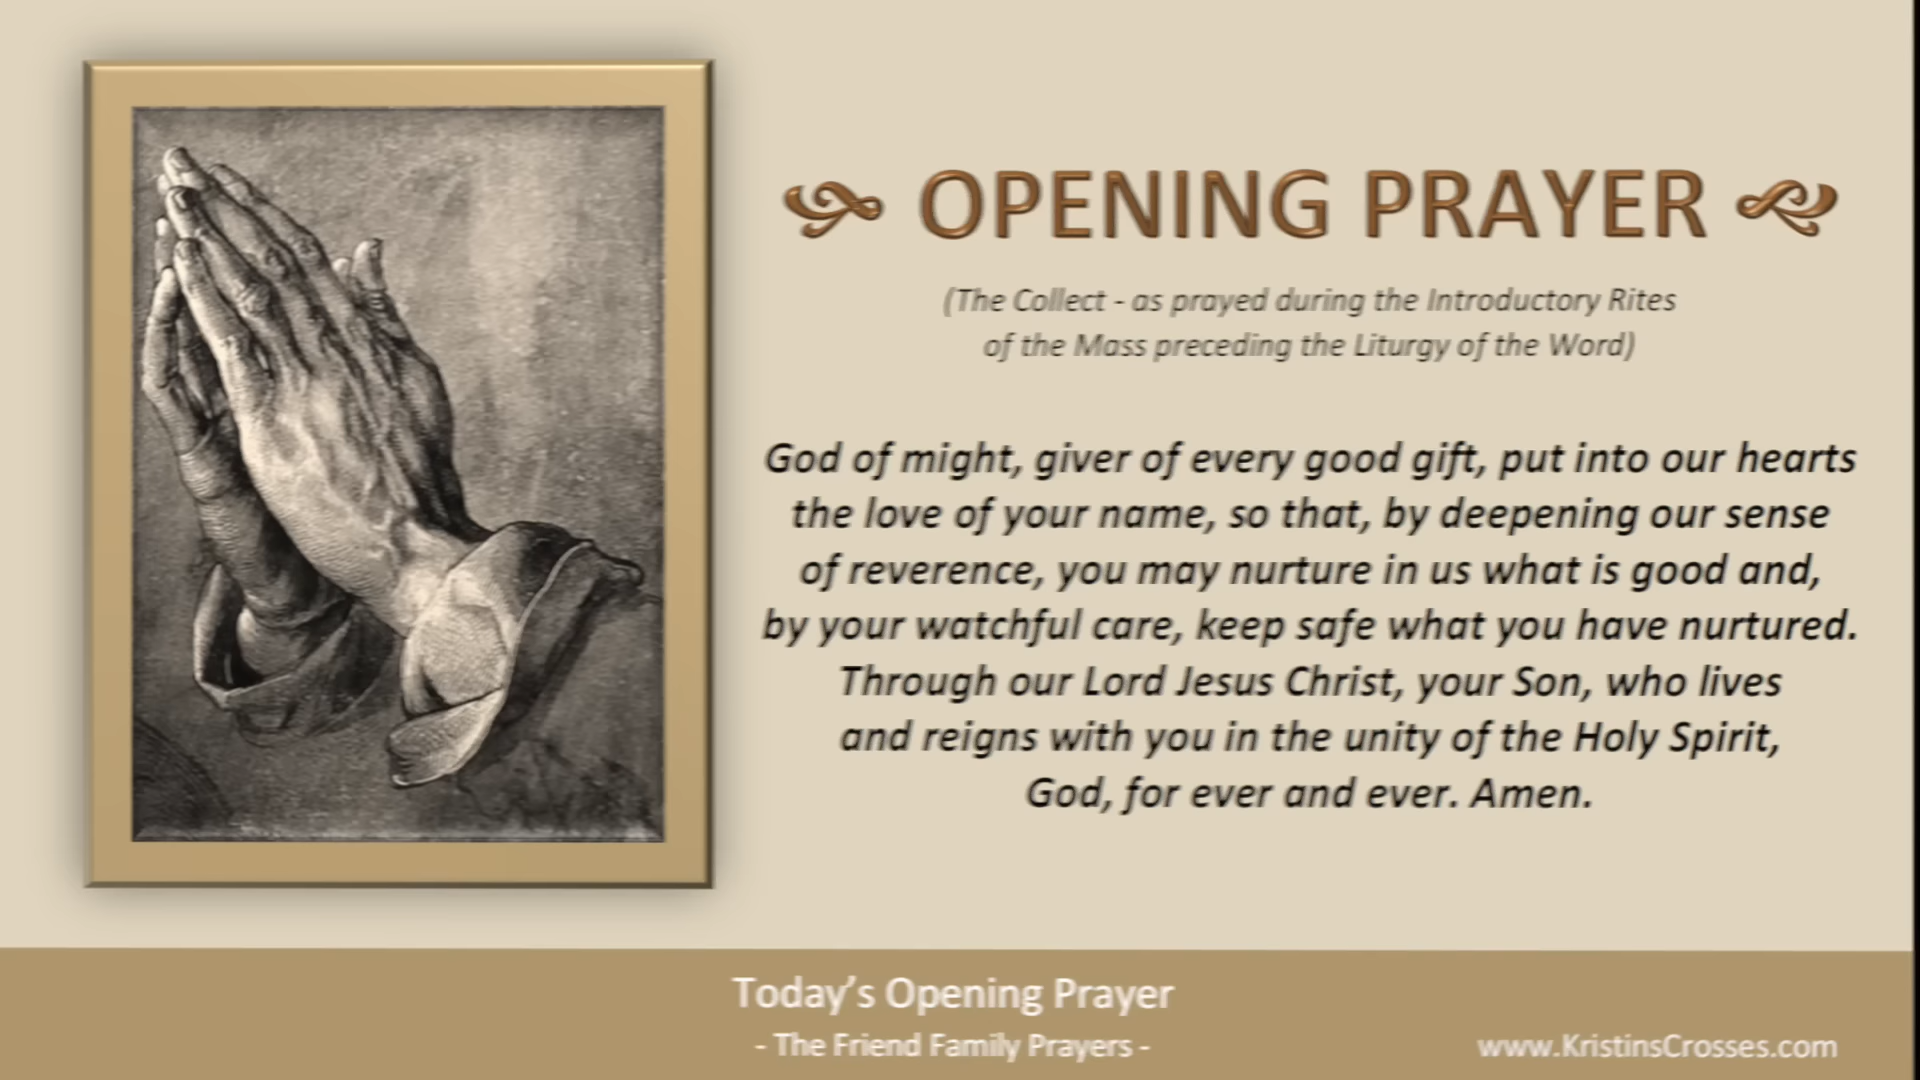 OPENING PRAYER
(The Collect - as prayed during the Introductory Rites
of the Mass preceding the Liturgy of the Word)
God of might, giver of every good gift, put into our hearts
the love of your name, so that, by deepening our sense
of reverence, you may nurture in us what is good and,
by your watchful care, keep safe what you have nurtured.
Through our Lord Jesus Christ, your Son, who lives
and reigns with you in the unity of the Holy Spirit,
God, for ever and ever. Amen.
Today's Opening Prayer
- The Friend Family Prayers -
www.KristinsCrosses.com